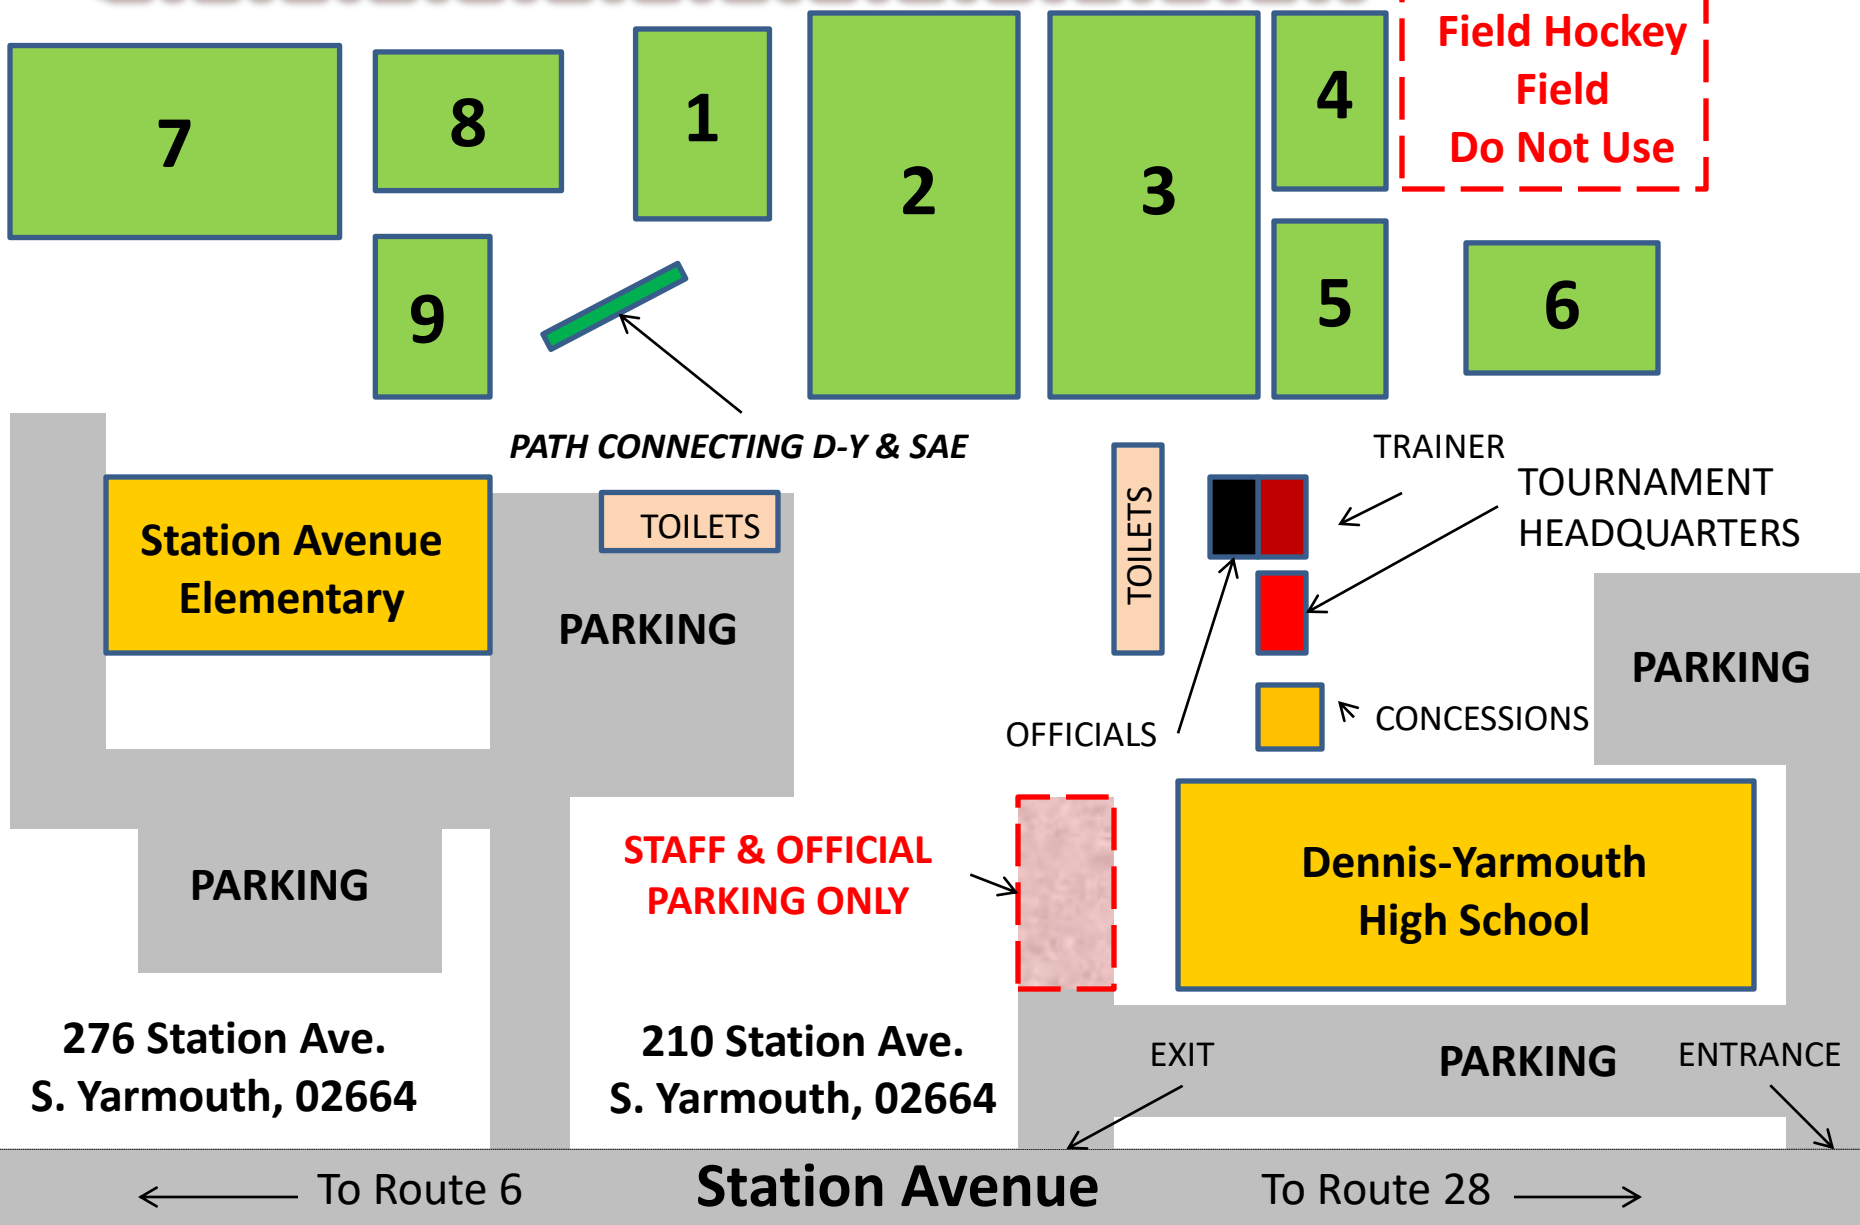 Field Hockey
Field
Do Not Use
7
8
1
2
3
4
9
5
6
PATH CONNECTING D-Y & SAE
TRAINER
TOURNAMENT
HEADQUARTERS
Station Avenue
Elementary
TOILETS
TOILETS
PARKING
PARKING
OFFICIALS
CONCESSIONS
STAFF & OFFICIAL
PARKING ONLY
PARKING
Dennis-Yarmouth
High School
276 Station Ave.
S. Yarmouth, 02664
210 Station Ave.
S. Yarmouth, 02664
EXIT
PARKING
ENTRANCE
To Route 6
Station Avenue
To Route 28